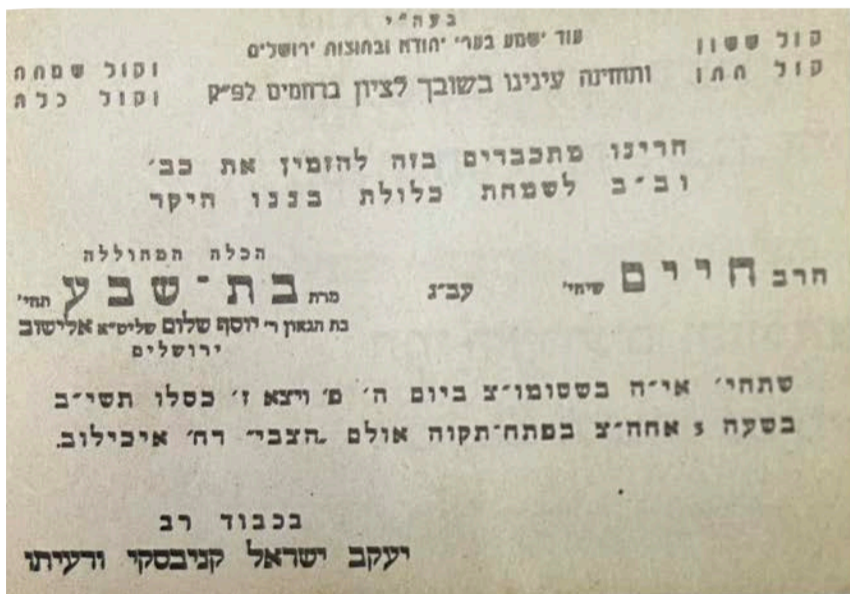 בעה"י
עוד ישמע בערי יהודה ובחוצות ירושלים
קול ששון וקול שמחה
קול חתן וקול כלה
ותחזינה עינינו בשובך לציון ברחמים לפ"ק
הרינו מתכבדים בזה להזמין את כב'
וב"ב לשמחת כלולת בננו היקר
הרב חיים שיחי'
עב"ג
הכלה המהוללה
מרת בת-שבע תחי'
בת הגאון ר' יוסף שלום שליט"א אלישוב
ירושלים
שתחי' אי"ה בשטומו"צ ביום ה' פ' ויצא ז' כסלו תשי"ב
בשעה 5 אחה"צ בפתח-תקוה אולם "הצבי" רח' איכילוב.
בכבוד רב
יעקב ישראל קניבסקי ורעיתו